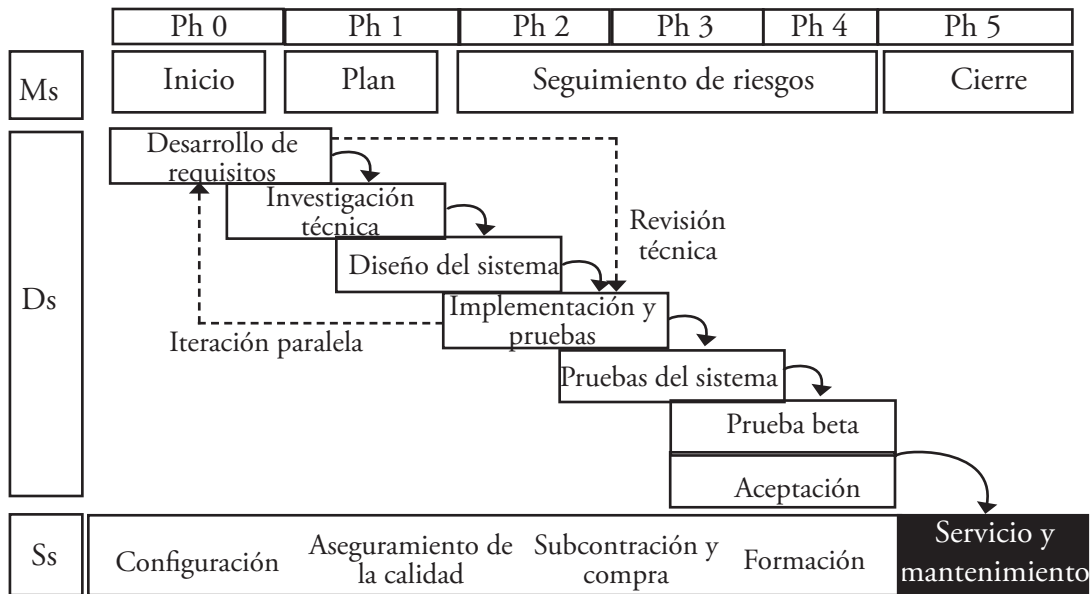 Ph 0 Ph 1 Ph 2 Ph 3 Ph 4 Ph 5
Ms
Inicio Plan Seguimiento de riesgos Cierre
Ds
Desarrollo de
requisitos
Investigación
técnica
Revisión
técnica
Diseño del sistema
Implementación y
pruebas
Iteración paralela
Pruebas del sistema
Prueba beta
Aceptación
Ss
Configuración
Aseguramiento de
la calidad
Subcontración y
compra
Formación
Servicio y
mantenimiento